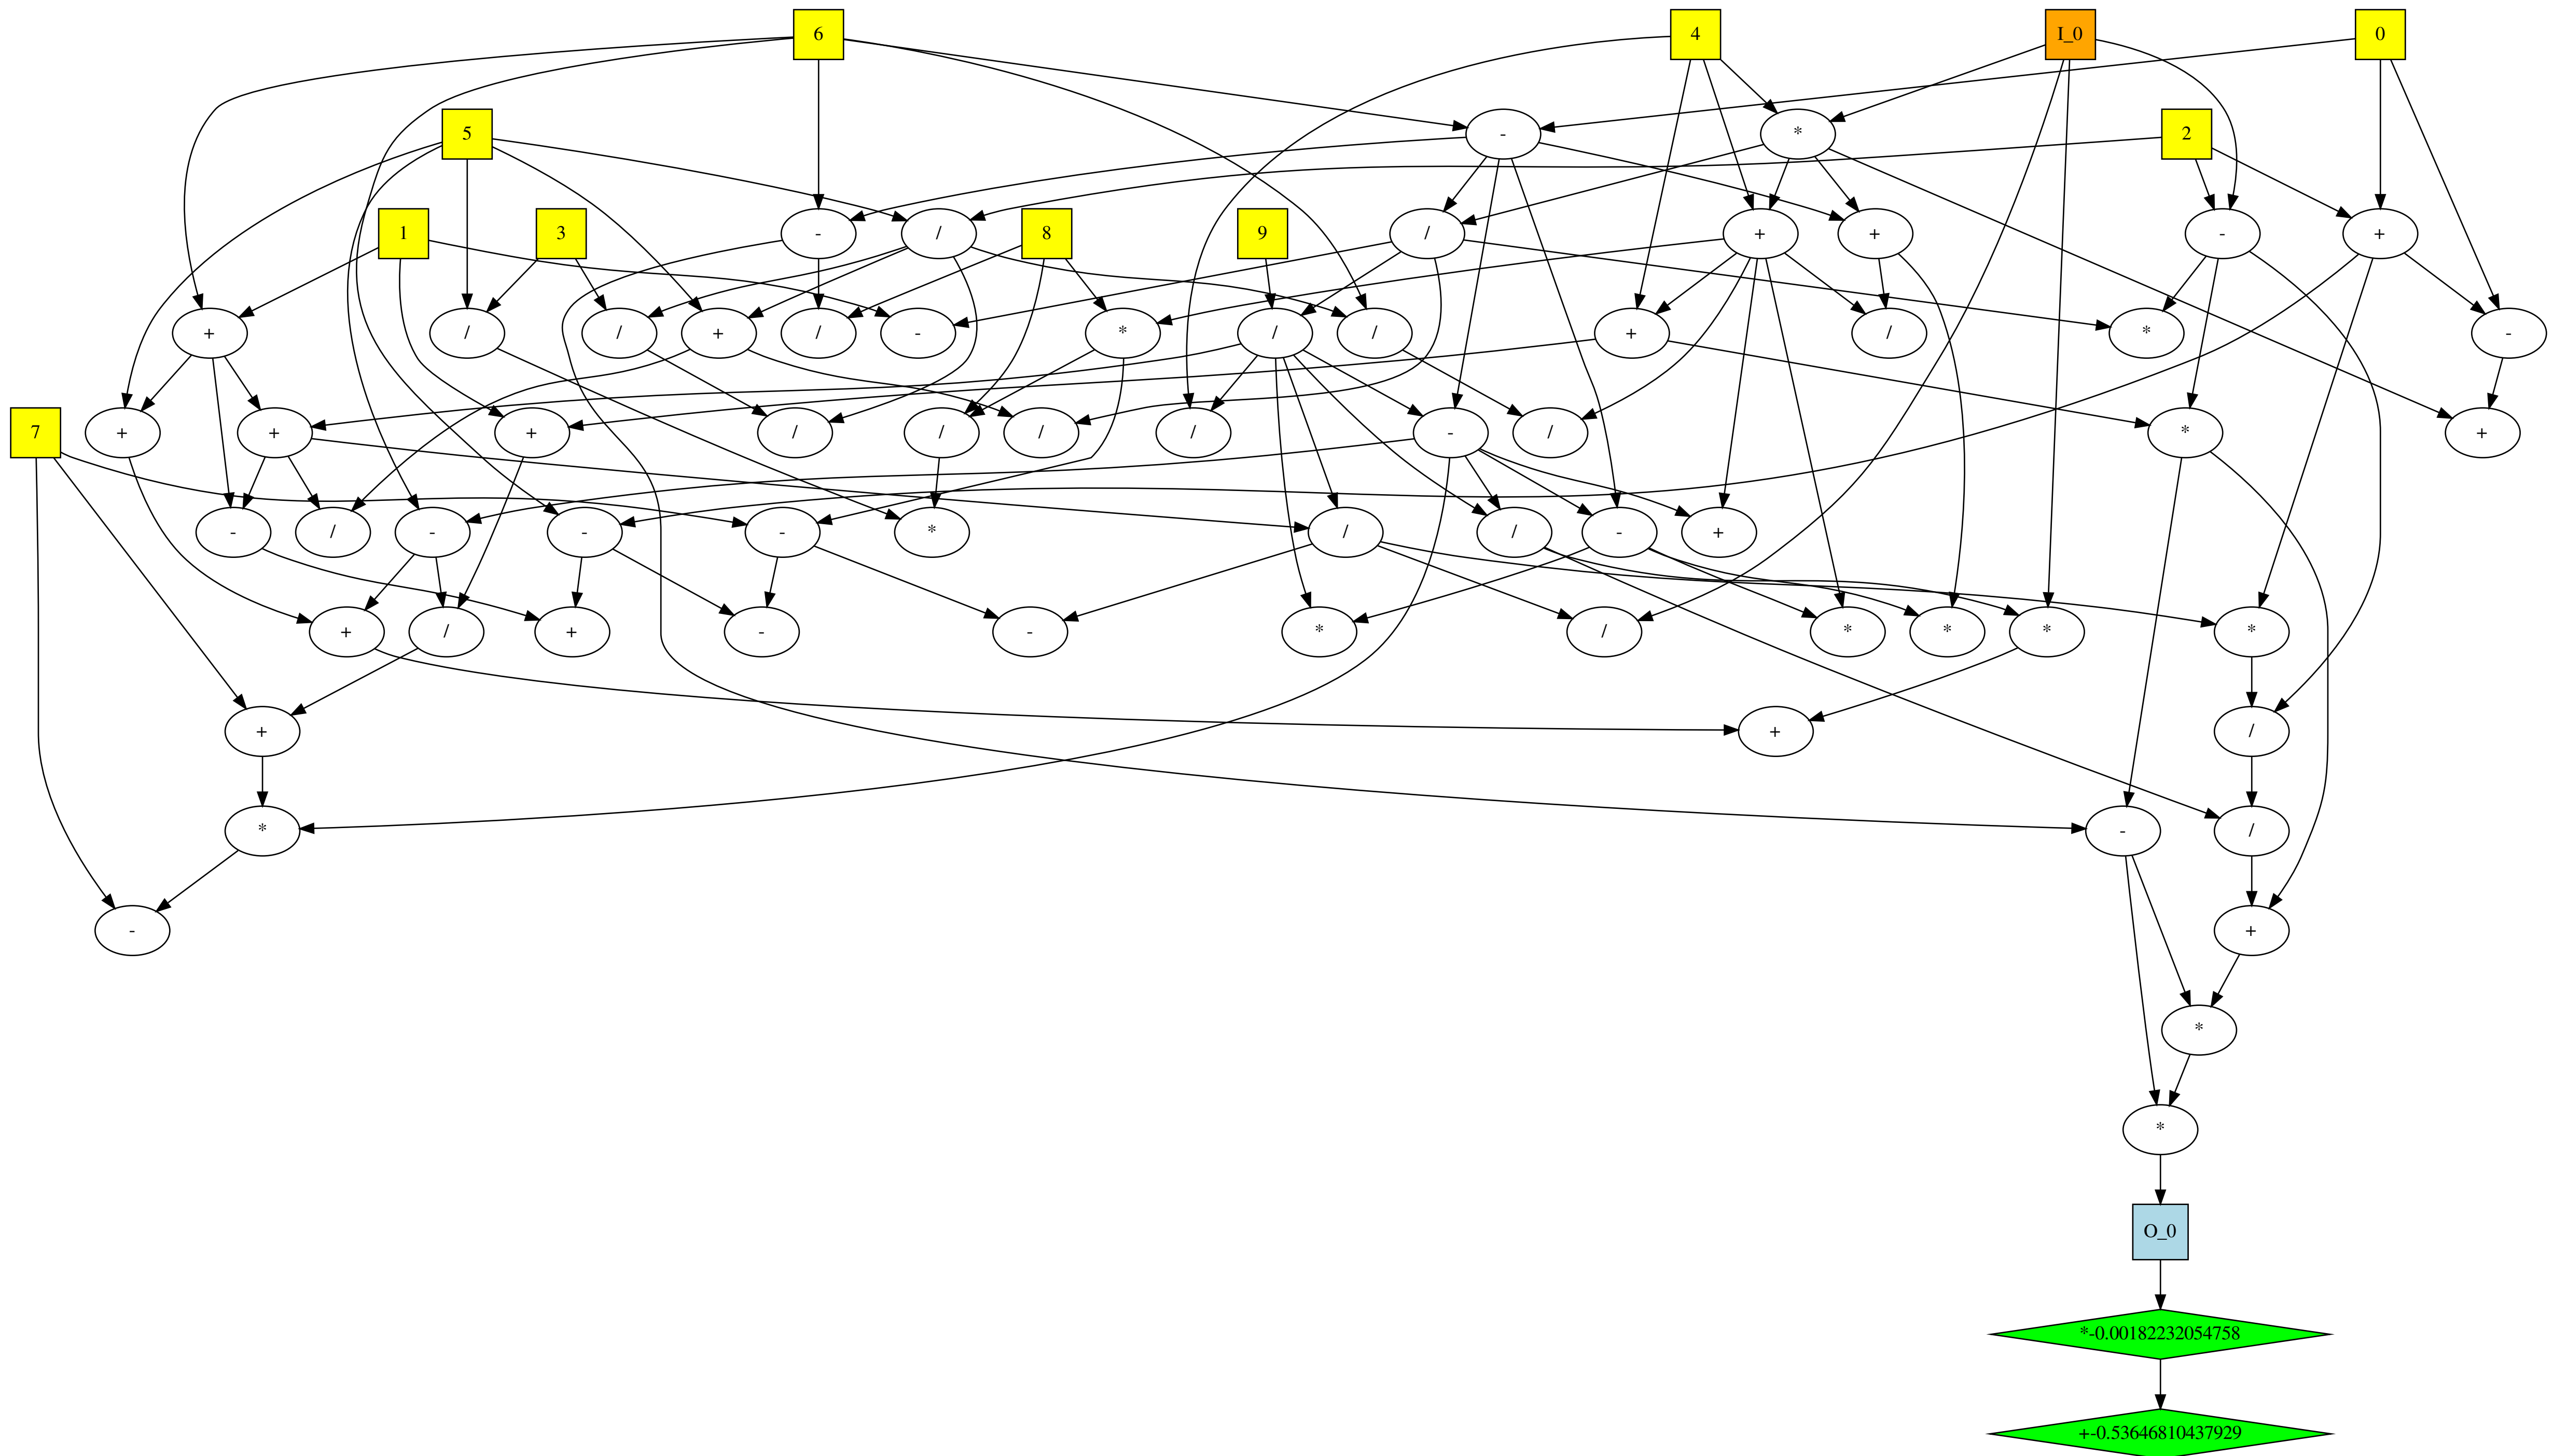 6 4 I_0 0
5 - * 2
1 3 - / 8 9 / + + - +
+ / / + / - * / / + / * -
7 + + + / / / / - / * +
- / - - - * / / - +
+ / + - - * / * * * *
+ + /
* - /
- +
*
*
O_0
*-0.00182232054758
+-0.53646810437929